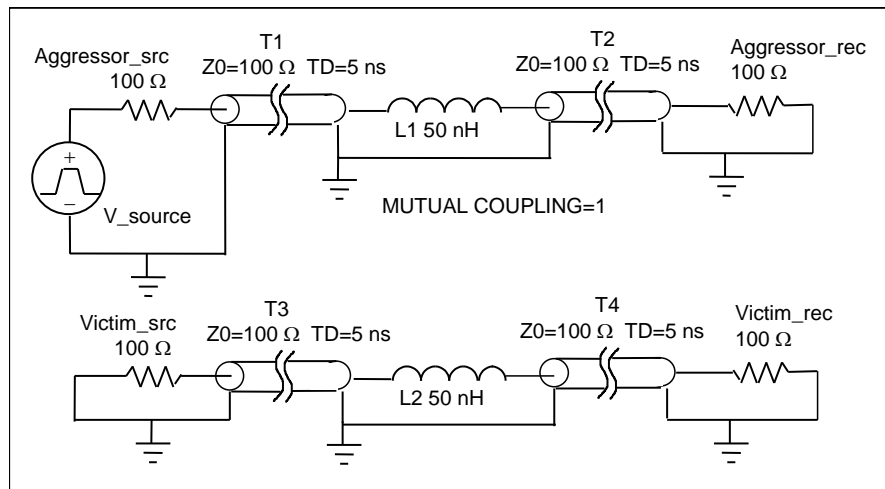 T1
Z0=100 Ω TD=5 ns
Aggressor_src
100 Ω
T2
Z0=100 Ω TD=5 ns
Aggressor_rec
100 Ω
L1 50 nH
+
−
V_source
MUTUAL COUPLING=1
T3
Z0=100 Ω TD=5 ns
Victim_src
100 Ω
T4
Z0=100 Ω TD=5 ns
Victim_rec
100 Ω
L2 50 nH